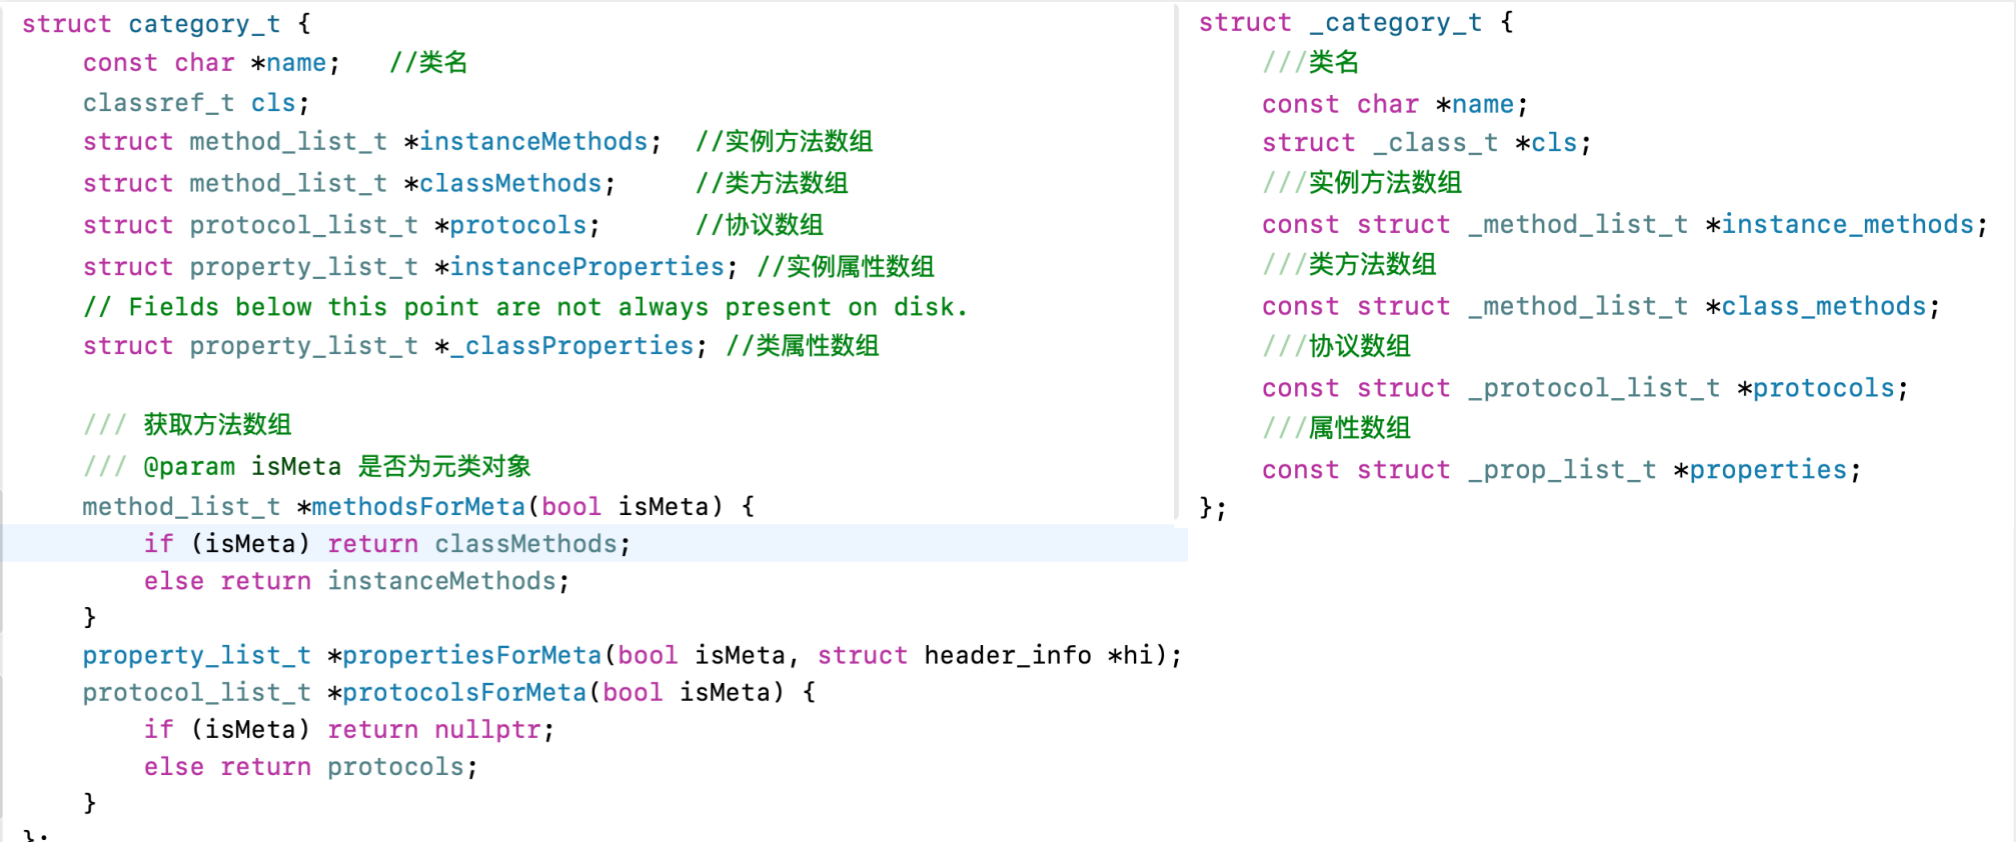 struct category_t {
    const char *name;   //类名
    classref_t cls;
    struct method_list_t *instanceMethods;  //实例方法数组
    struct method_list_t *classMethods;     //类方法数组
    struct protocol_list_t *protocols;      //协议数组
    struct property_list_t *instanceProperties; //实例属性数组
    // Fields below this point are not always present on disk.
    struct property_list_t *_classProperties; //类属性数组
    /// 获取方法数组
    /// @param isMeta 是否为元类对象
    method_list_t *methodsForMeta(bool isMeta) {
        if (isMeta) return classMethods;
        else return instanceMethods;
    }
    property_list_t *propertiesForMeta(bool isMeta, struct header_info *hi);
    protocol_list_t *protocolsForMeta(bool isMeta) {
        if (isMeta) return nullptr;
        else return protocols;
    }
};
struct _category_t {
    ///类名
    const char *name;
    struct _class_t *cls;
    ///实例方法数组
    const struct _method_list_t *instance_methods;
    ///类方法数组
    const struct _method_list_t *class_methods;
    ///协议数组
    const struct _protocol_list_t *protocols;
    ///属性数组
    const struct _prop_list_t *properties;
};